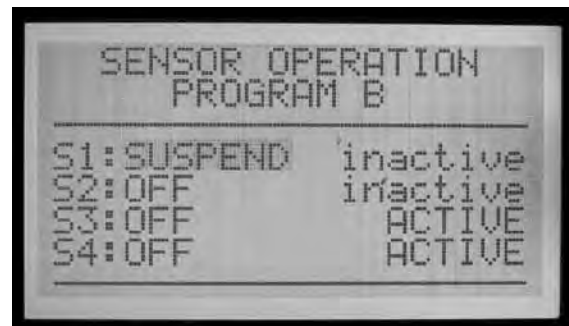 SENSOR OPERATION
PROGRAM B
S1:SUSPEND inactive
S2:OFF inactive
S3:OFF ACTIVE
S4:OFF ACTIVE